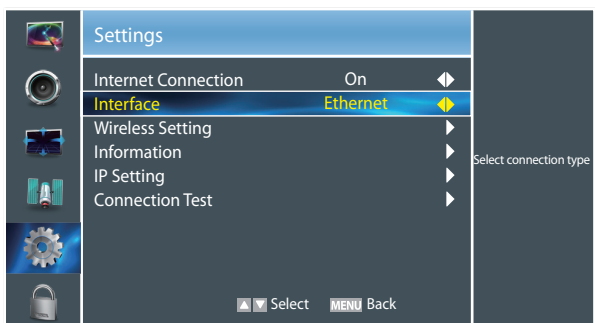 Settings
Internet Connection On
Interface Ethernet
Wireless Setting
Information
IP Setting
Connection Test
Select connection type
Select MENU Back